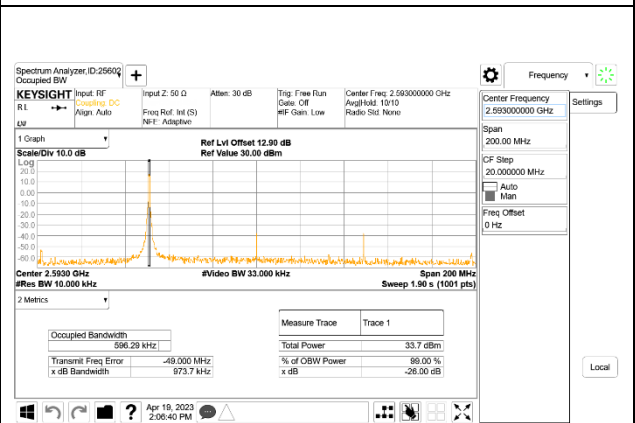 Spectrum Analyzer,ID:25602
Occupied BW
+
Frequency
KEYSIGHT
RL
Input: RF
Coupling: DC
Align: Auto
Input Z: 50 Ω
Freq Ref: Int (S)
NFE: Adaptive
Atten: 30 dB
Trig: Free Run
Gate: Off
#IF Gain: Low
Center Freq: 2.593000000 GHz
Avg|Hold: 10/10
Radio Std: None
Center Frequency
2.593000000 GHz
Settings
Span
200.00 MHz
CF Step
20.000000 MHz
Auto
Man
Freq Offset
0 Hz
1 Graph
Scale/Div 10.0 dB
Ref Lvl Offset 12.90 dB
Ref Value 30.00 dBm
Log
20.0
10.0
0.00
-10.0
-20.0
-30.0
-40.0
-50.0
-60.0
Center 2.5930 GHz
#Res BW 10.000 kHz
#Video BW 33.000 kHz
Span 200 MHz
Sweep 1.90 s (1001 pts)
2 Metrics
Occupied Bandwidth
596.29 kHz
Transmit Freq Error -49.000 MHz
x dB Bandwidth 973.7 kHz
Measure Trace Trace 1
Total Power 33.7 dBm
% of OBW Power 99.00 %
x dB -26.00 dB
Local
?
Apr 19, 2023
2:06:40 PM